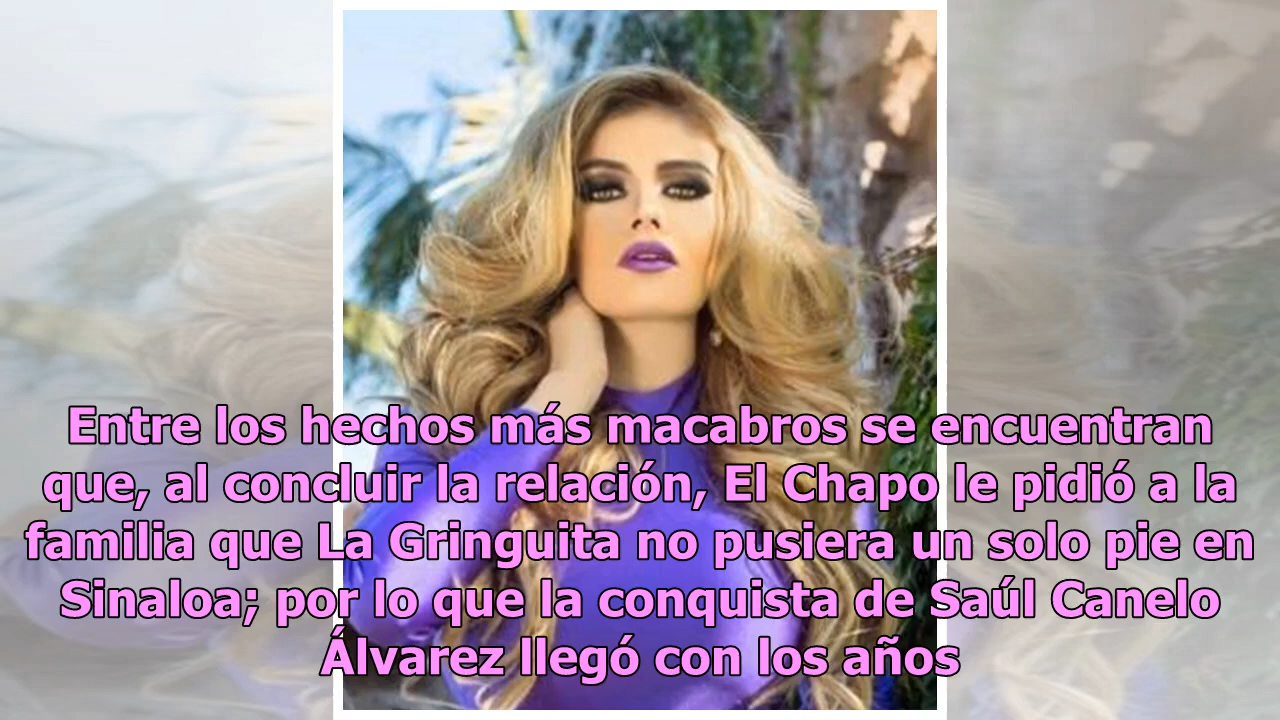 Entre los hechos más macabros se encuentran
que, al concluir la relación, El Chapo le pidió a la
familia que La Gringuita no pusiera un solo pie en
Sinaloa; por lo que la conquista de Saúl Canelo
Álvarez llegó con los años